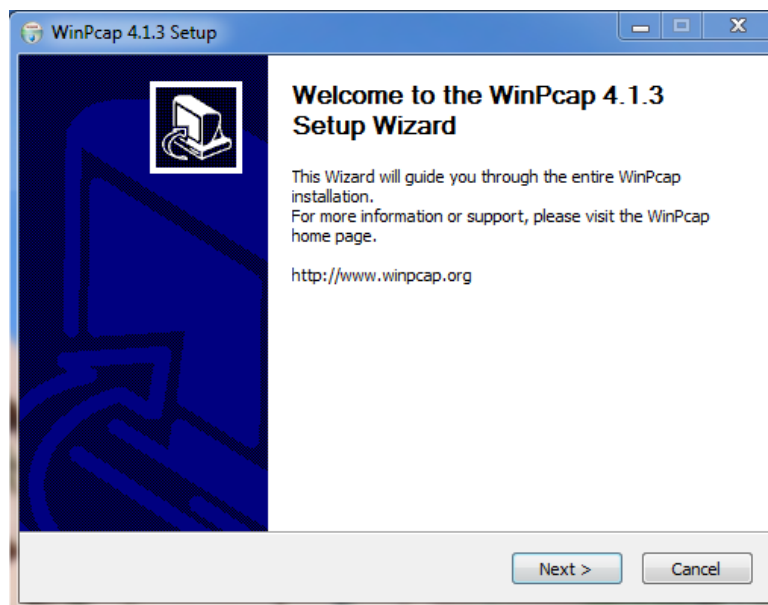 WinPcap 4.1.3 Setup
Welcome to the WinPcap 4.1.3
Setup Wizard
This Wizard will guide you through the entire WinPcap
installation.
For more information or support, please visit the WinPcap
home page.
http://www.winpcap.org
Next >
Cancel